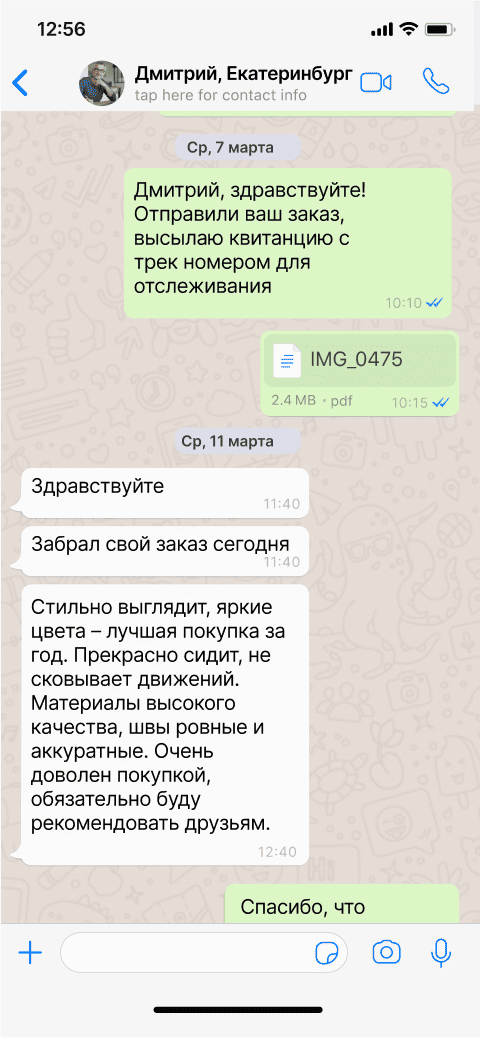 12:56
Дмитрий, Екатеринбург
tap here for contact info
Ср, 7 марта
Дмитрий, здравствуйте!
Отправили ваш заказ,
высылаю квитанцию с
трек номером для
отслеживания
10:10
IMG_0475
2.4 MB • pdf
10:15
Ср, 11 марта
Здравствуйте
11:40
Забрал свой заказ сегодня
11:40
Стильно выглядит, яркие
цвета – лучшая покупка за
год. Прекрасно сидит, не
сковывает движений.
Материалы высокого
качества, швы ровные и
аккуратные. Очень
доволен покупкой,
обязательно буду
рекомендовать друзьям.
12:40
Спасибо, что